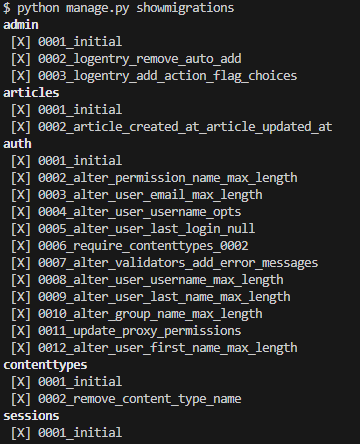 $ python manage.py showmigrations
admin
[X] 0001_initial
[X] 0002_logentry_remove_auto_add
[X] 0003_logentry_add_action_flag_choices
articles
[X] 0001_initial
[X] 0002_article_created_at_article_updated_at
auth
[X] 0001_initial
[X] 0002_alter_permission_name_max_length
[X] 0003_alter_user_email_max_length
[X] 0004_alter_user_username_opts
[X] 0005_alter_user_last_login_null
[X] 0006_require_contenttypes_0002
[X] 0007_alter_validators_add_error_messages
[X] 0008_alter_user_username_max_length
[X] 0009_alter_user_last_name_max_length
[X] 0010_alter_group_name_max_length
[X] 0011_update_proxy_permissions
[X] 0012_alter_user_first_name_max_length
contenttypes
[X] 0001_initial
[X] 0002_remove_content_type_name
sessions
[X] 0001_initial